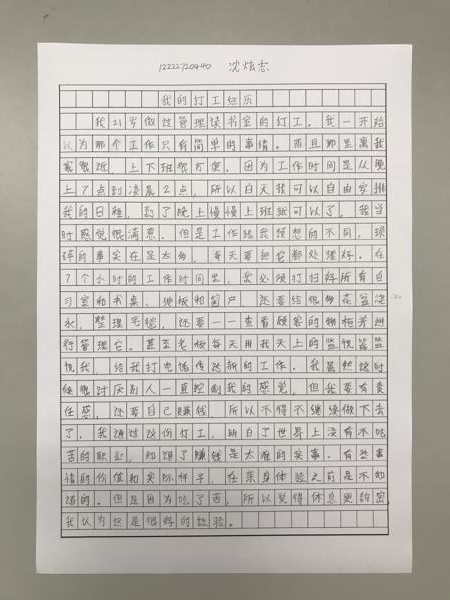 1222720440 沈炫志
我的打工经历
我21岁做过管理读书室的打工。我一开始
认为那个工作只有简单的事情。而且那里离我
家很近，上下班很方便。因为工作时间是从晚
上7点到凌晨2点，所以白天我可以自由安排
我的日程，到了晚上慢慢上班就可以了，我当
时感觉很满意。但是工作给我预想的不同，琐
碎的事实在是太多，每天要把它都处理好。在
7个小时的工作时间里，我必须打扫好所有自
习室和书桌、地板和窗户，还要给很多花盆浇
水，整理毛毯，还要一一查看顾客的物柜并进
行管理它。甚至老板每天用我头上的监视器监
视我，给我打电话传达新的工作。我虽然这时
候很讨厌别人一直控制我的感觉，但我要有责
任感，还要自己赚钱，所以不得不继续做下去
了。我通过这份打工，明白了世界上没有不吃
苦的职业，知道了赚钱是太难的实事。有些事
情的价值和实际样子，在亲身体验之前是不知
道的。但是因为吃了苦，所以觉得休息更甜蜜
我认为这是很好的经验。